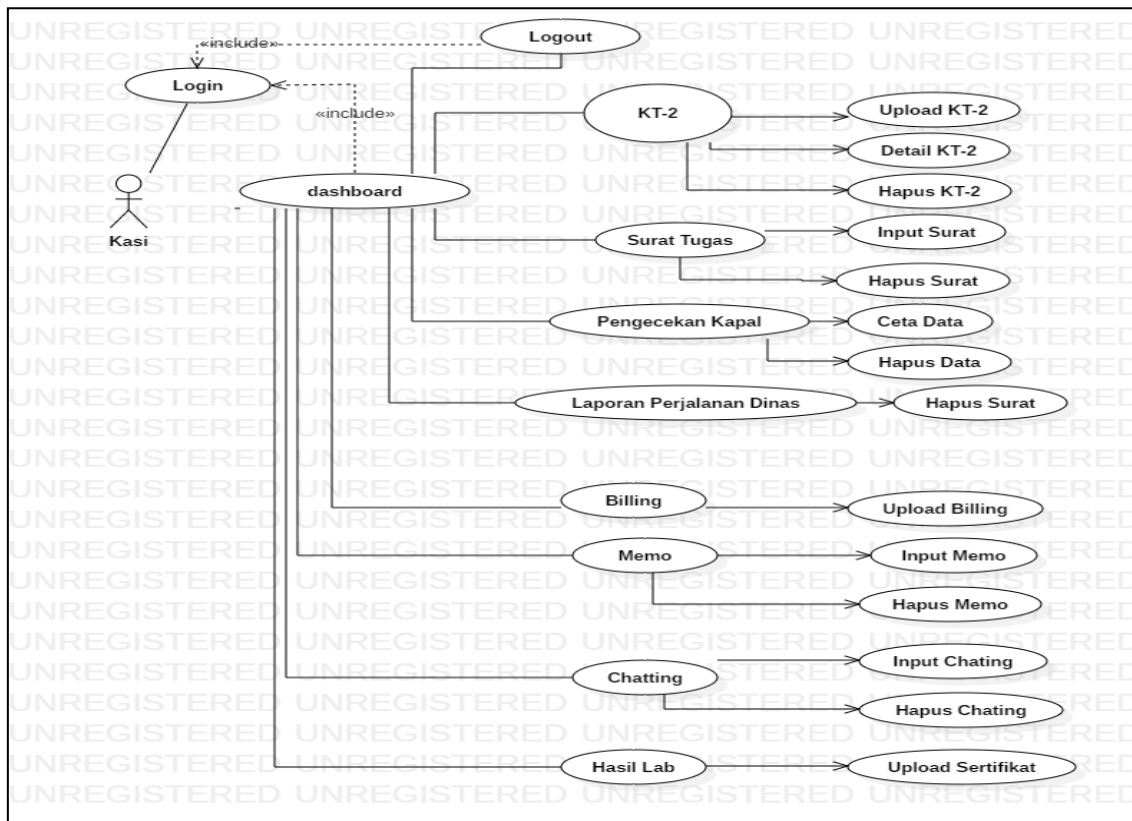 Logout
«include»
Login
KT-2
Upload KT-2
«include»
Detail KT-2
dashboard
Hapus KT-2
Kasi
Surat Tugas
Input Surat
Hapus Surat
Pengecekan Kapal
Ceta Data
Hapus Data
Laporan Perjalanan Dinas
Hapus Surat
Billing
Upload Billing
Memo
Input Memo
Hapus Memo
Chatting
Input Chating
Hapus Chating
Hasil Lab
Upload Sertifikat
UNREGISTERED